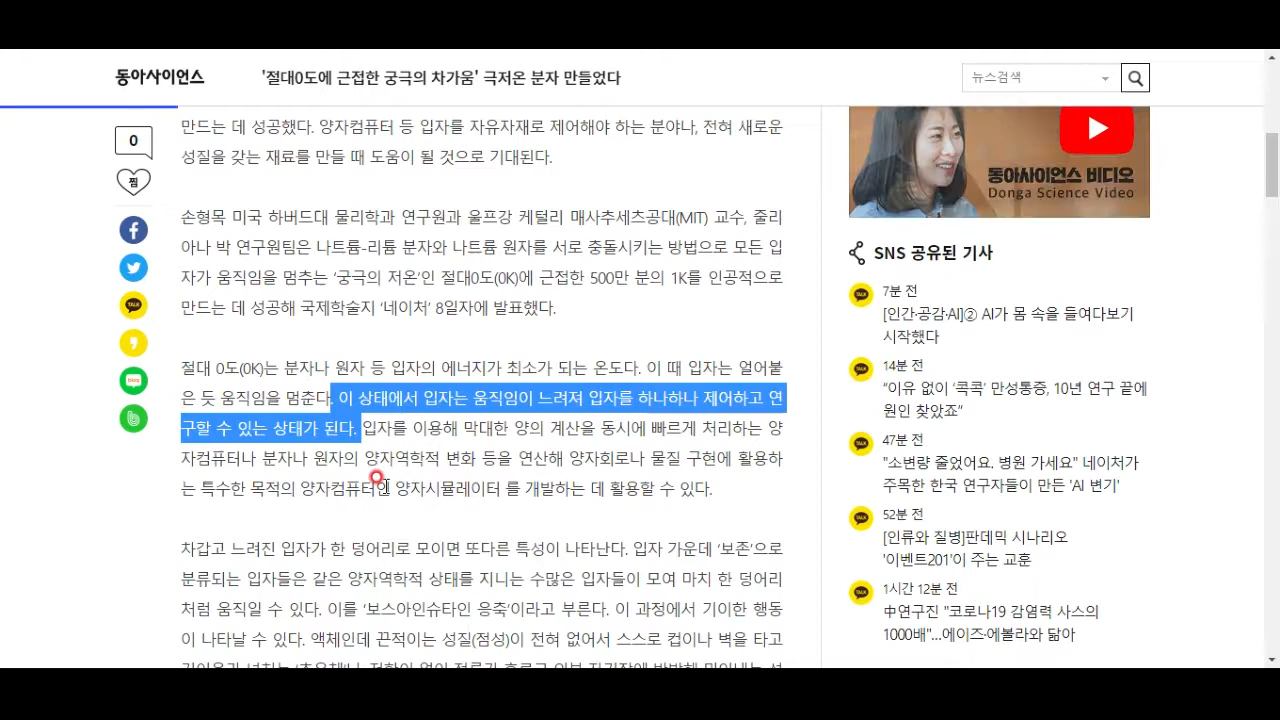 동아사이언스
'절대0도에 근접한 궁극의 차가움' 극저온 분자 만들었다
뉴스검색
0
찜
만드는 데 성공했다. 양자컴퓨터 등 입자를 자유자재로 제어해야 하는 분야나, 전혀 새로운
성질을 갖는 재료를 만들 때 도움이 될 것으로 기대된다.
손형목 미국 하버드대 물리학과 연구원과 울프강 케털리 매사추세츠공대(MIT) 교수, 줄리
아나 박 연구원팀은 나트륨-리튬 분자와 나트륨 원자를 서로 충돌시키는 방법으로 모든 입
자가 움직임을 멈추는 ‘궁극의 저온’인 절대0도(0K)에 근접한 500만 분의 1K를 인공적으로
만드는 데 성공해 국제학술지 ‘네이처’ 8일자에 발표했다.
절대 0도(0K)는 분자나 원자 등 입자의 에너지가 최소가 되는 온도다. 이 때 입자는 얼어붙
은 듯 움직임을 멈춘다. 이 상태에서 입자는 움직임이 느려져 입자를 하나하나 제어하고 연
구할 수 있는 상태가 된다. 입자를 이용해 막대한 양의 계산을 동시에 빠르게 처리하는 양
자컴퓨터나 분자나 원자의 양자역학적 변화 등을 연산해 양자회로나 물질 구현에 활용하
는 특수한 목적의 양자컴퓨터인 양자시뮬레이터 를 개발하는 데 활용할 수 있다.
차갑고 느려진 입자가 한 덩어리로 모이면 또다른 특성이 나타난다. 입자 가운데 ‘보존’으로
분류되는 입자들은 같은 양자역학적 상태를 지니는 수많은 입자들이 모여 마치 한 덩어리
처럼 움직일 수 있다. 이를 ‘보스아인슈타인 응축’이라고 부른다. 이 과정에서 기이한 행동
이 나타날 수 있다. 액체인데 끈적이는 성질(점성)이 전혀 없어서 스스로 컵이나 벽을 타고
TALK
blog
동아사이언스 비디오
Donga Science Video
SNS 공유된 기사
TALK
7분 전
[인간·공감·AI]② AI가 몸 속을 들여다보기
시작했다
TALK
14분 전
“이유 없이 ‘콕콕’ 만성통증, 10년 연구 끝에
원인 찾았죠”
TALK
47분 전
"소변량 줄었어요. 병원 가세요" 네이처가
주목한 한국 연구자들이 만든 'AI 변기'
TALK
52분 전
[인류와 질병]판데믹 시나리오
'이벤트201'이 주는 교훈
TALK
1시간 12분 전
中연구진 "코로나19 감염력 사스의
1000배"...에이즈·에볼라와 닮아